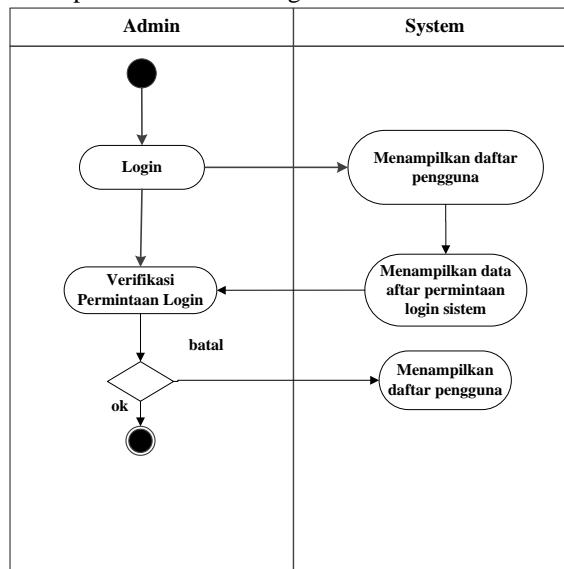 Admin
System
Login
Menampilkan daftar
pengguna
Verifikasi
Permintaan Login
Menampilkan data
aftar permintaan
login sistem
batal
Menampilkan
daftar pengguna
ok